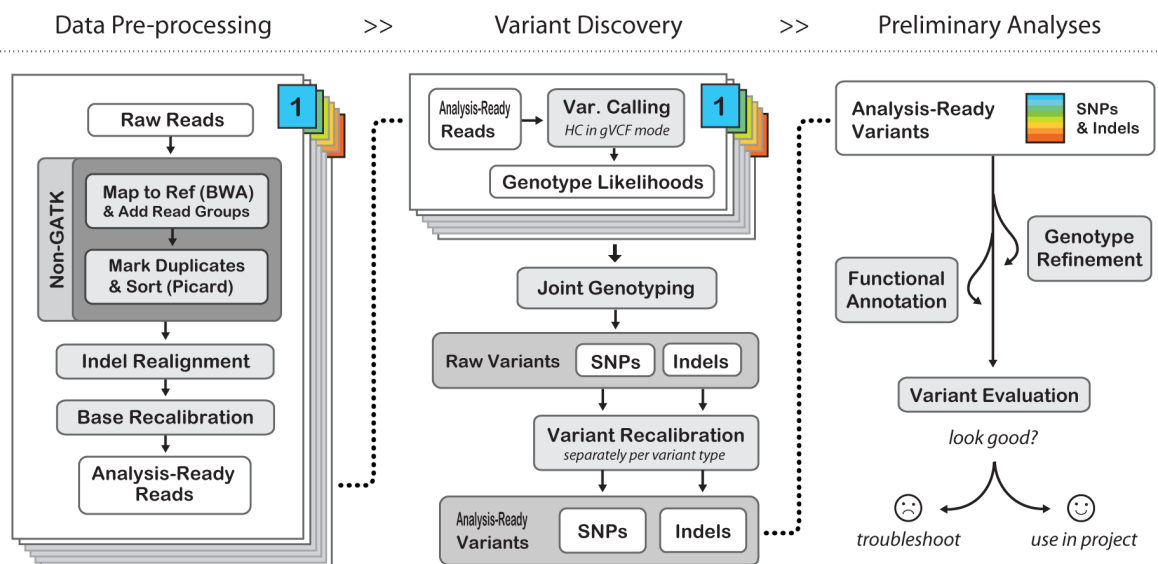 Data Pre-processing >> Variant Discovery >> Preliminary Analyses
1
Raw Reads
Non-GATK
Map to Ref (BWA)
& Add Read Groups
Mark Duplicates
& Sort (Picard)
Indel Realignment
Base Recalibration
Analysis-Ready
Reads
1
Analysis-Ready
Reads
Var. Calling
HC in gVCF mode
Genotype Likelihoods
Joint Genotyping
Raw Variants SNPs Indels
Variant Recalibration
separately per variant type
Analysis-Ready
Variants
SNPs Indels
Analysis-Ready
Variants
SNPs
& Indels
Genotype
Refinement
Functional
Annotation
Variant Evaluation
look good?
troubleshoot use in project